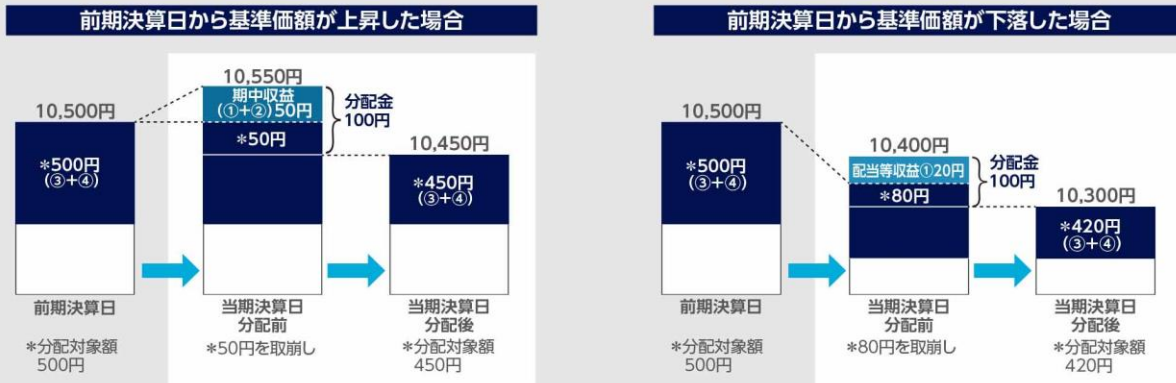 前期決算日から基準価額が上昇した場合
10,550円
期中収益
(①+②)50円
分配金
100円
10,500円
*50円
10,450円
*500円
(③+④)
*450円
(③+④)
前期決算日
当期決算日
分配前
当期決算日
分配後
*分配対象額
500円
*50円を取崩し
*分配対象額
450円
前期決算日から基準価額が下落した場合
10,500円
10,400円
*500円
(③+④)
配当等収益①20円
分配金
100円
*80円
10,300円
*420円
(③+④)
前期決算日
当期決算日
分配前
当期決算日
分配後
*分配対象額
500円
*80円を取崩し
*分配対象額
420円